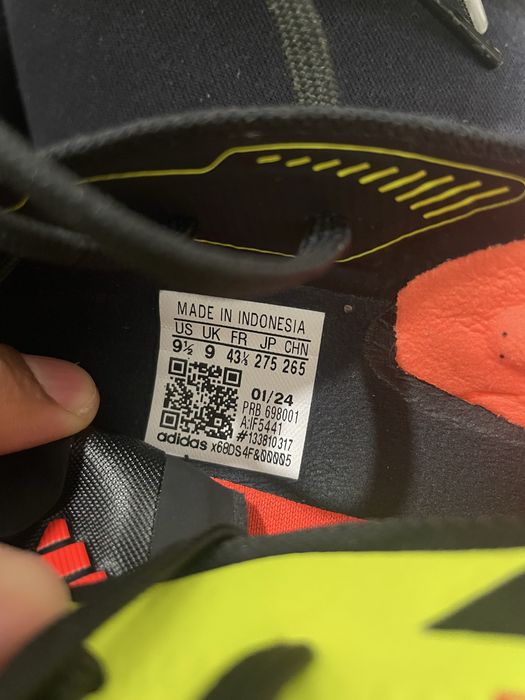 MADE IN INDONESIA
US UK FR JP CHN
9½ 9 43⅓ 275 265
01/24
PRB 698001
A:IF5441
#133810317
adidas x68DS4F&00005